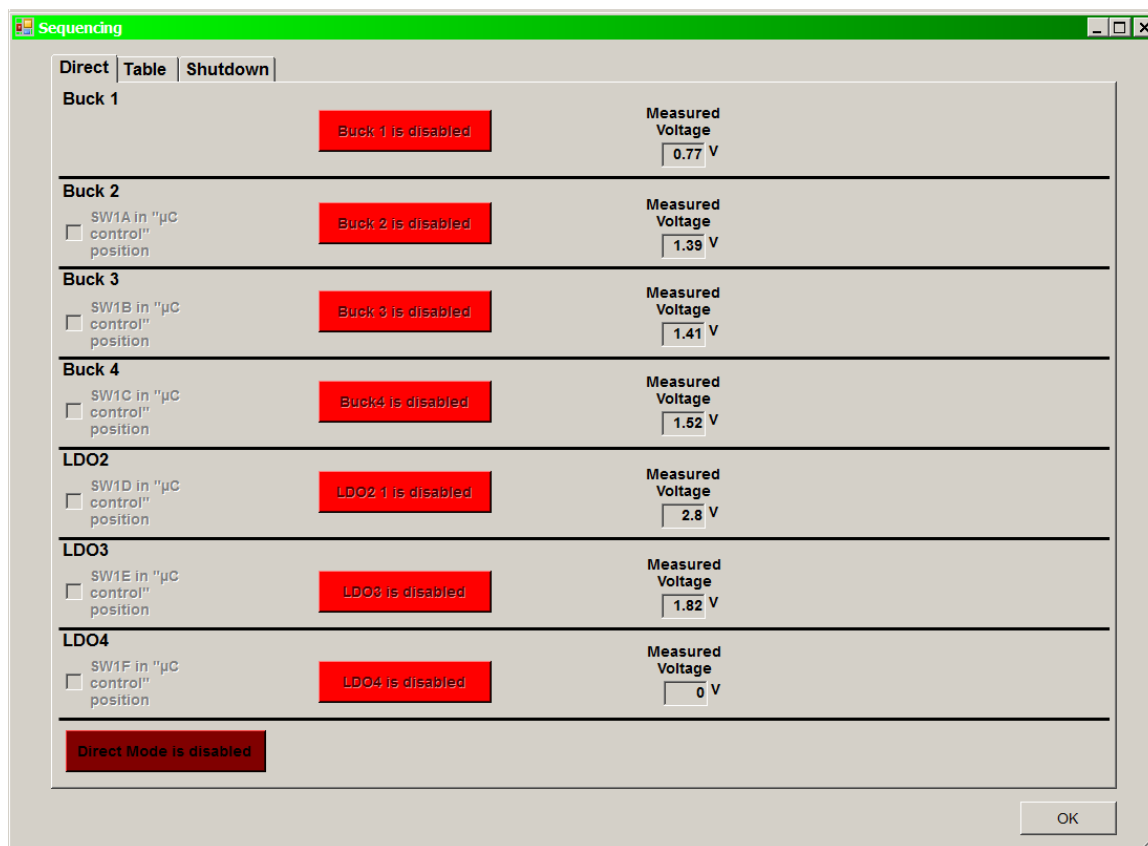 Sequencing
Direct Table Shutdown
Buck 1
Buck 1 is disabled
Measured
Voltage
0.77 V
Buck 2
SW1A in "µC
control"
position
Buck 2 is disabled
Measured
Voltage
1.39 V
Buck 3
SW1B in "µC
control"
position
Buck 3 is disabled
Measured
Voltage
1.41 V
Buck 4
SW1C in "µC
control"
position
Buck4 is disabled
Measured
Voltage
1.52 V
LDO2
SW1D in "µC
control"
position
LDO2 1 is disabled
Measured
Voltage
2.8 V
LDO3
SW1E in "µC
control"
position
LDO3 is disabled
Measured
Voltage
1.82 V
LDO4
SW1F in "µC
control"
position
LDO4 is disabled
Measured
Voltage
0 V
Direct Mode is disabled
OK